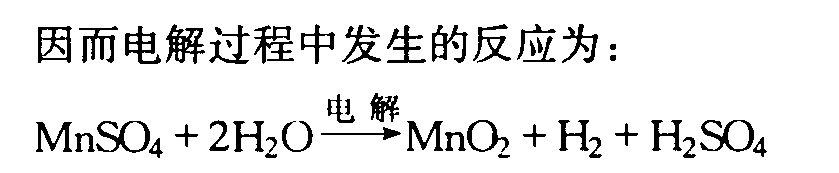 因而电解过程中发生的反应为：
MnSO₄ + 2H₂O —电解→ MnO₂ + H₂ + H₂SO₄